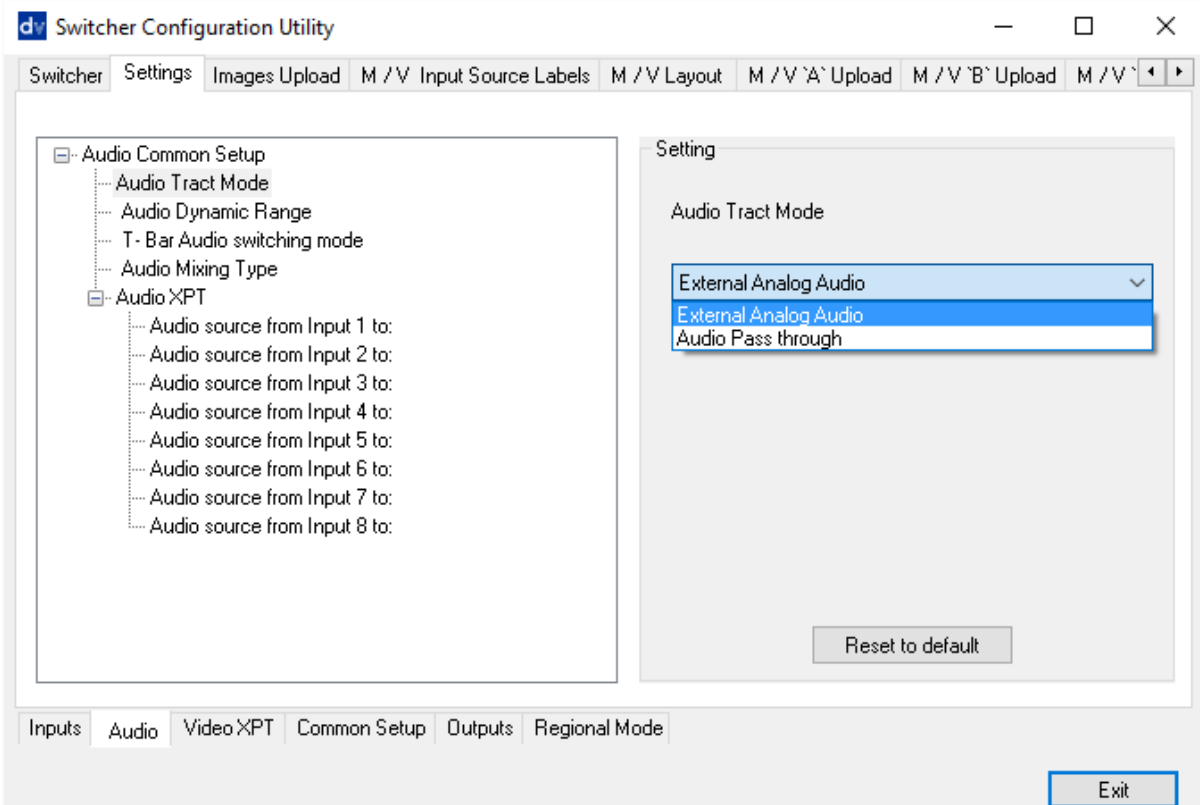 dv Switcher Configuration Utility
Switcher Settings Images Upload M / V Input Source Labels M / V Layout M / V `A` Upload M / V `B` Upload M / V `
Audio Common Setup
Audio Tract Mode
Audio Dynamic Range
T- Bar Audio switching mode
Audio Mixing Type
Audio XPT
Audio source from Input 1 to:
Audio source from Input 2 to:
Audio source from Input 3 to:
Audio source from Input 4 to:
Audio source from Input 5 to:
Audio source from Input 6 to:
Audio source from Input 7 to:
Audio source from Input 8 to:
Setting
Audio Tract Mode
External Analog Audio
External Analog Audio
Audio Pass through
Reset to default
Inputs Audio Video XPT Common Setup Outputs Regional Mode
Exit